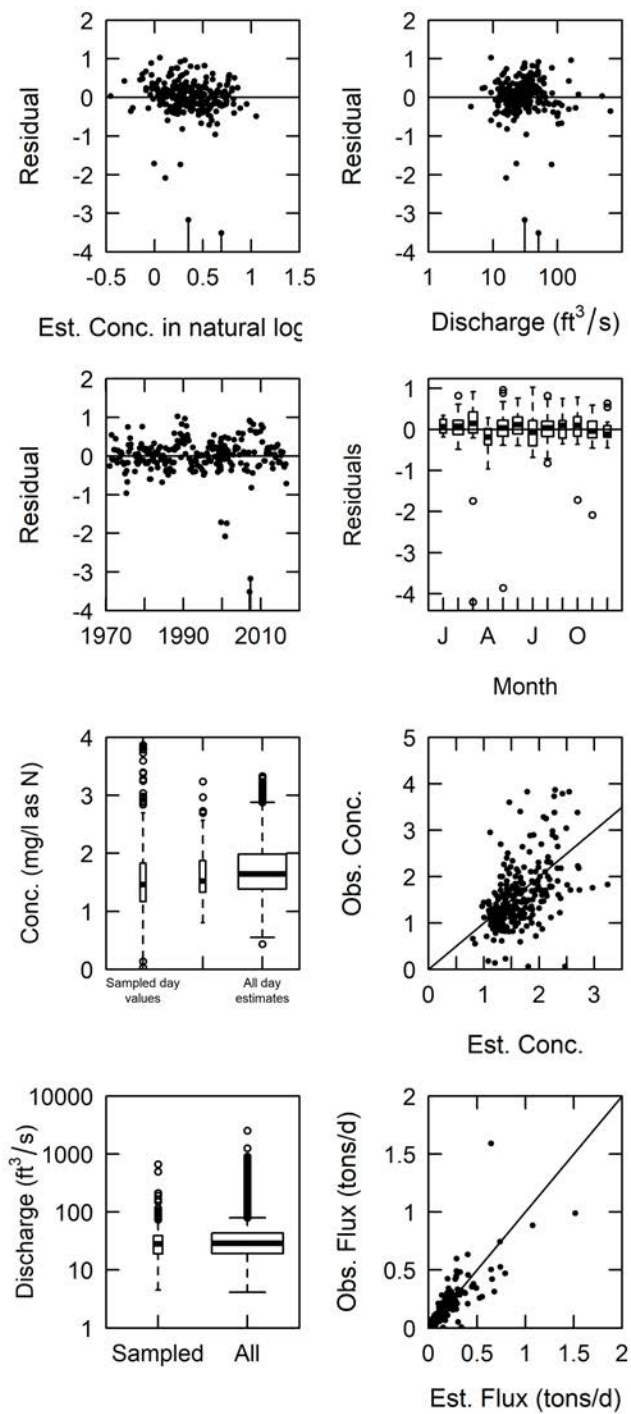 2
1
0
-1
-2
-3
-4
Residual
-0.5 0 0.5 1 1.5
Est. Conc. in natural log
2
1
0
-1
-2
-3
-4
Residual
1 10 100
Discharge (ft³/s)
2
1
0
-1
-2
-3
-4
Residual
1970 1990 2010
1
0
-1
-2
-3
-4
Residuals
J A J O
Month
4
3
2
1
0
Conc. (mg/l as N)
Sampled day values
All day estimates
5
4
3
2
1
0
Obs. Conc.
0 1 2 3
Est. Conc.
10000
1000
100
10
1
Discharge (ft³/s)
Sampled All
2
1.5
1
0.5
0
Obs. Flux (tons/d)
0 0.5 1 1.5 2
Est. Flux (tons/d)